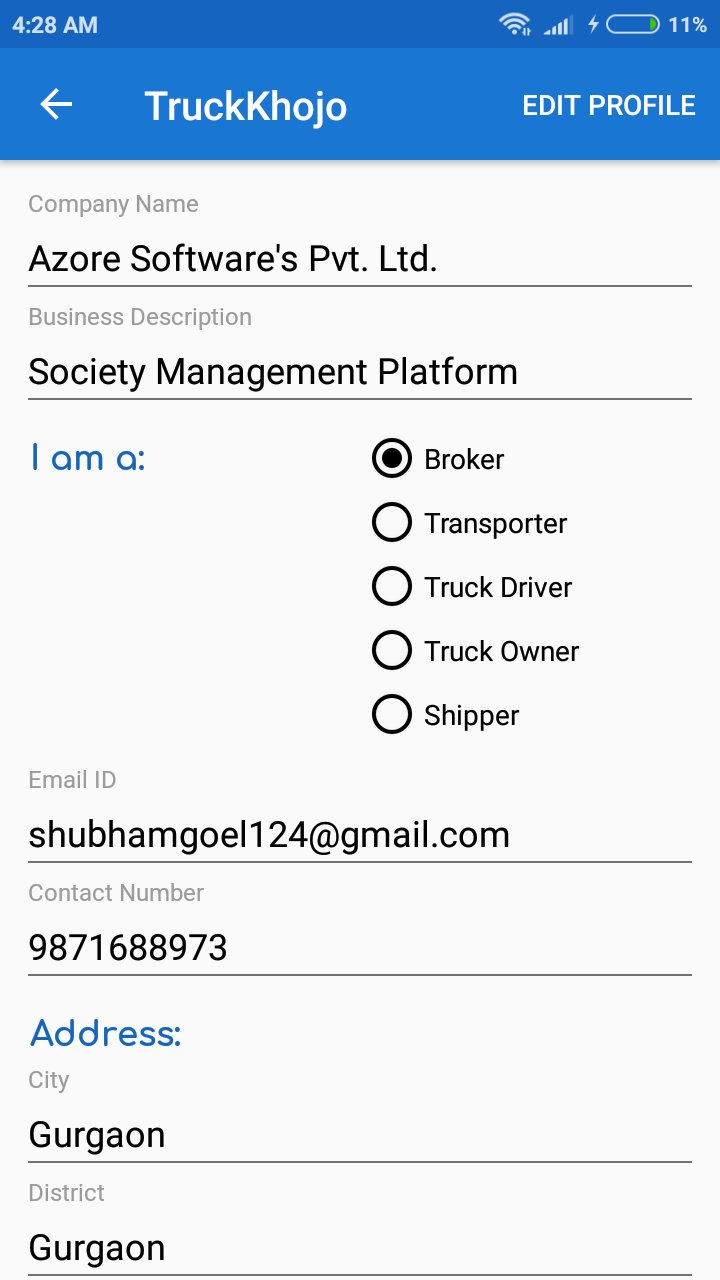 4:28 AM 11%
TruckKhojo EDIT PROFILE
Company Name
Azore Software's Pvt. Ltd.
Business Description
Society Management Platform
I am a: Broker
Transporter
Truck Driver
Truck Owner
Shipper
Email ID
shubhamgoel124@gmail.com
Contact Number
9871688973
Address:
City
Gurgaon
District
Gurgaon